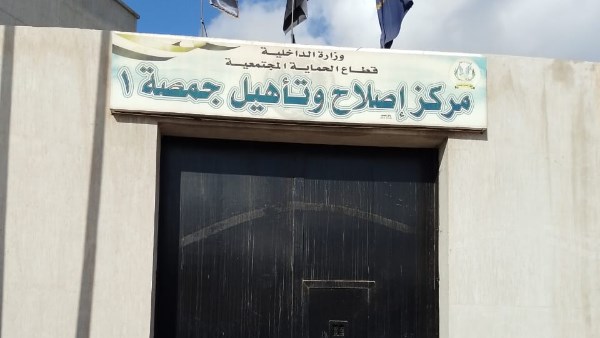 وزارة الداخلية
قطاع الحماية المجتمعية
مركز إصلاح وتأهيل جمصة ١